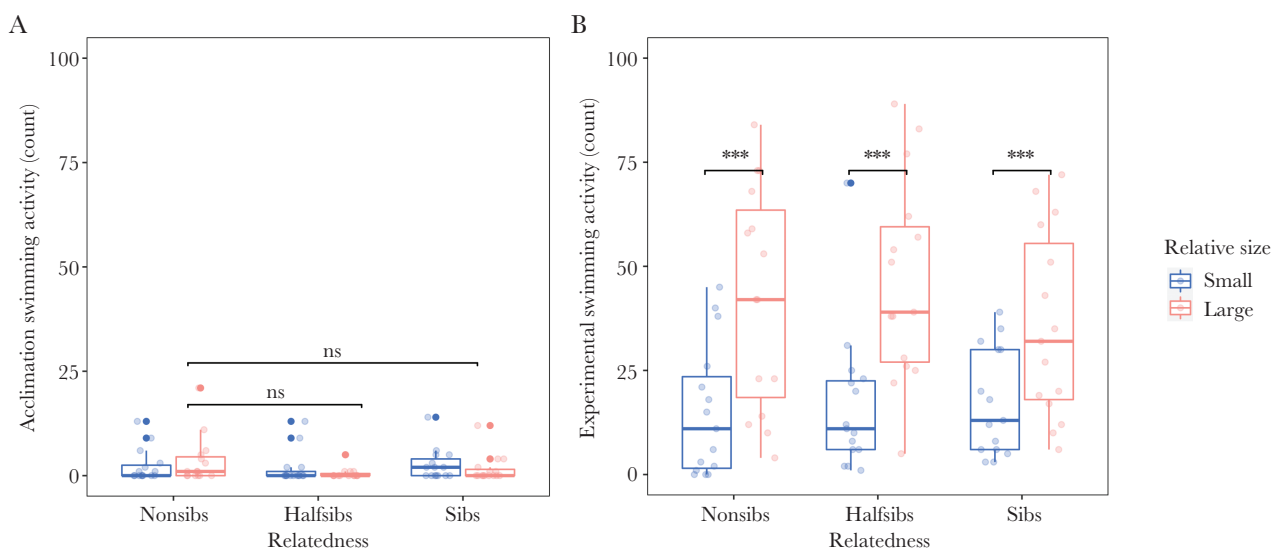 A
Acclimation swimming activity (count)
100
75
50
25
0
ns
ns
Nonsibs Halfsibs Sibs
Relatedness
B
Experimental swimming activity (count)
100
75
50
25
0
*** *** ***
Nonsibs Halfsibs Sibs
Relatedness
Relative size
Small
Large